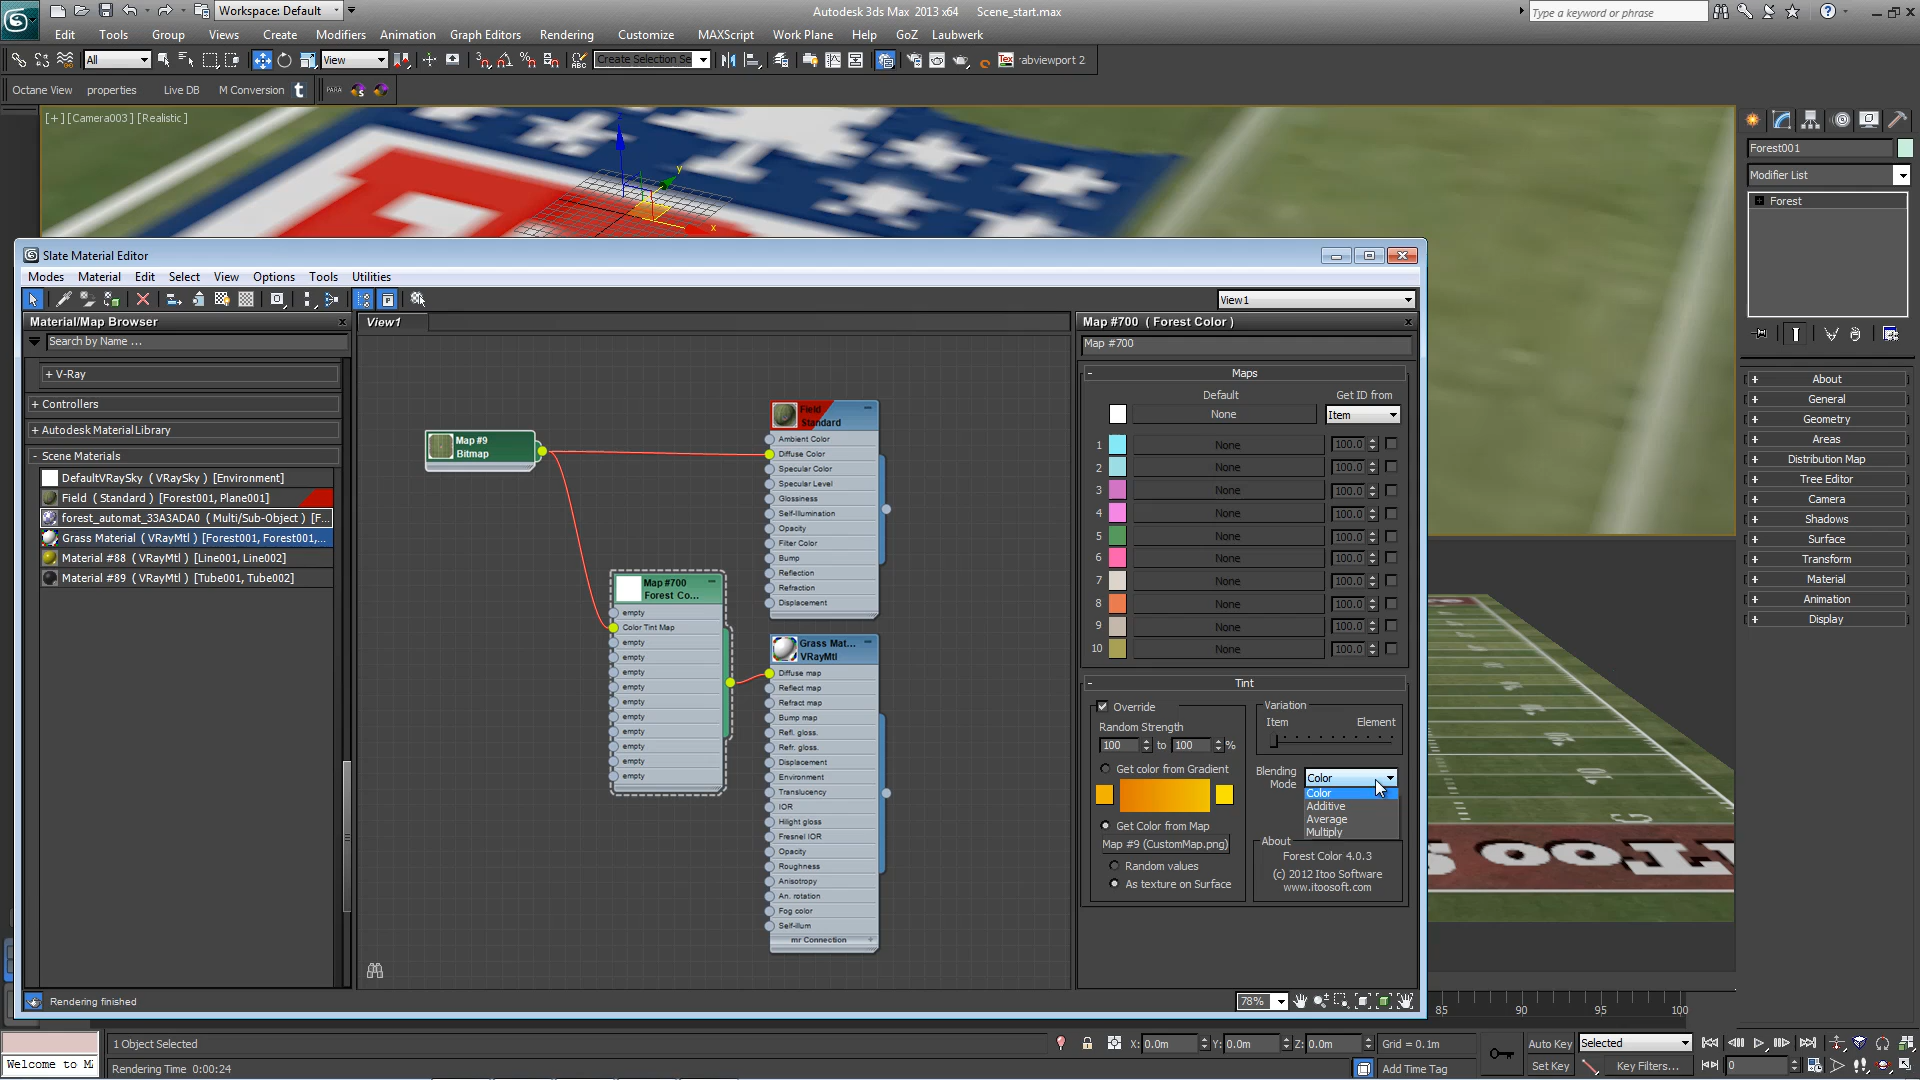 Workspace: Default
Autodesk 3ds Max 2013 x64 Scene_start.max
Type a keyword or phrase
Edit Tools Group Views Create Modifiers Animation Graph Editors Rendering Customize MAXScript Work Plane Help GoZ Laubwerk
All View Create Selection Se Tex rabviewport 2
Octane View properties Live DB M Conversion t PARA
[+] [Camera003] [Realistic]
y
x
Forest001
Modifier List
Forest
Slate Material Editor
Modes Material Edit Select View Options Tools Utilities
View1
Material/Map Browser
Search by Name ...
+ V-Ray
+ Controllers
+ Autodesk Material Library
- Scene Materials
DefaultVRaySky ( VRaySky ) [Environment]
Field ( Standard ) [Forest001, Plane001]
forest_automat_33A3ADA0 ( Multi/Sub-Object ) [F...
Grass Material ( VRayMtl ) [Forest001, Forest001,...
Material #88 ( VRayMtl ) [Line001, Line002]
Material #89 ( VRayMtl ) [Tube001, Tube002]
Rendering finished
View1
Map #9
Bitmap
Field
Standard
Ambient Color
Diffuse Color
Specular Color
Specular Level
Glossiness
Self-Illumination
Opacity
Filter Color
Bump
Reflection
Refraction
Displacement
Map #700
Forest Co...
empty
Color Tint Map
empty
empty
empty
empty
empty
empty
empty
empty
empty
empty
Grass Mat...
VRayMtl
Diffuse map
Reflect map
Refract map
Bump map
Refl. gloss.
Refr. gloss.
Displacement
Environment
Translucency
IOR
Hilight gloss
Fresnel IOR
Opacity
Roughness
Anisotropy
An. rotation
Fog color
Self-Illum
mr Connection +
Map #700 ( Forest Color )
Map #700
- Maps
Default Get ID from
None Item
1 None 100.0
2 None 100.0
3 None 100.0
4 None 100.0
5 None 100.0
6 None 100.0
7 None 100.0
8 None 100.0
9 None 100.0
10 None 100.0
- Tint
Override
Random Strength
100 to 100 %
Get color from Gradient
Get Color from Map
Map #9 (CustomMap.png)
Random values
As texture on Surface
Variation
Item Element
Blending
Mode
Color
Color
Additive
Average
Multiply
About
Forest Color 4.0.3
(c) 2012 Itoo Software
www.itoosoft.com
78%
+ About
+ General
+ Geometry
+ Areas
+ Distribution Map
+ Tree Editor
+ Camera
+ Shadows
+ Surface
+ Transform
+ Material
+ Animation
+ Display
85 90 95 100
1 Object Selected X: 0.0m Y: 0.0m Z: 0.0m Grid = 0.1m Auto Key Selected
Welcome to M Rendering Time 0:00:24 Add Time Tag Set Key Key Filters... 0